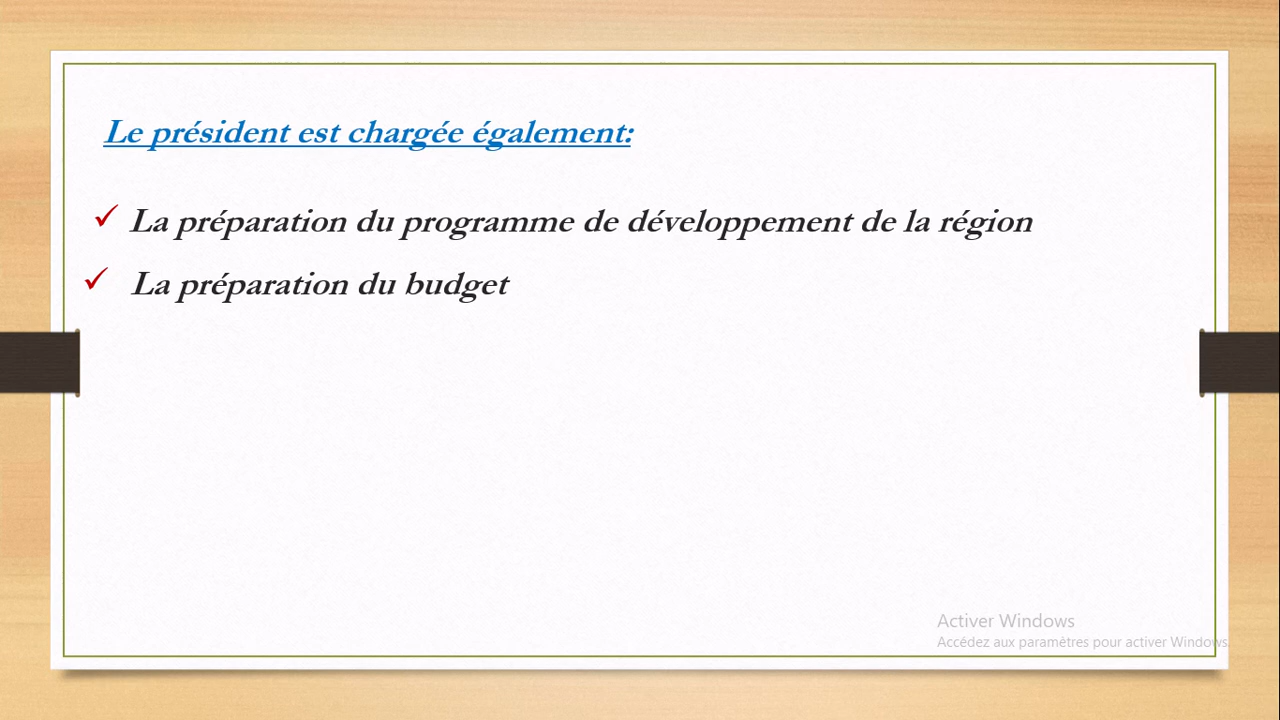 Le président est chargée également:
✓ La préparation du programme de développement de la région
✓ La préparation du budget
Activer Windows
Accédez aux paramètres pour activer Windows.